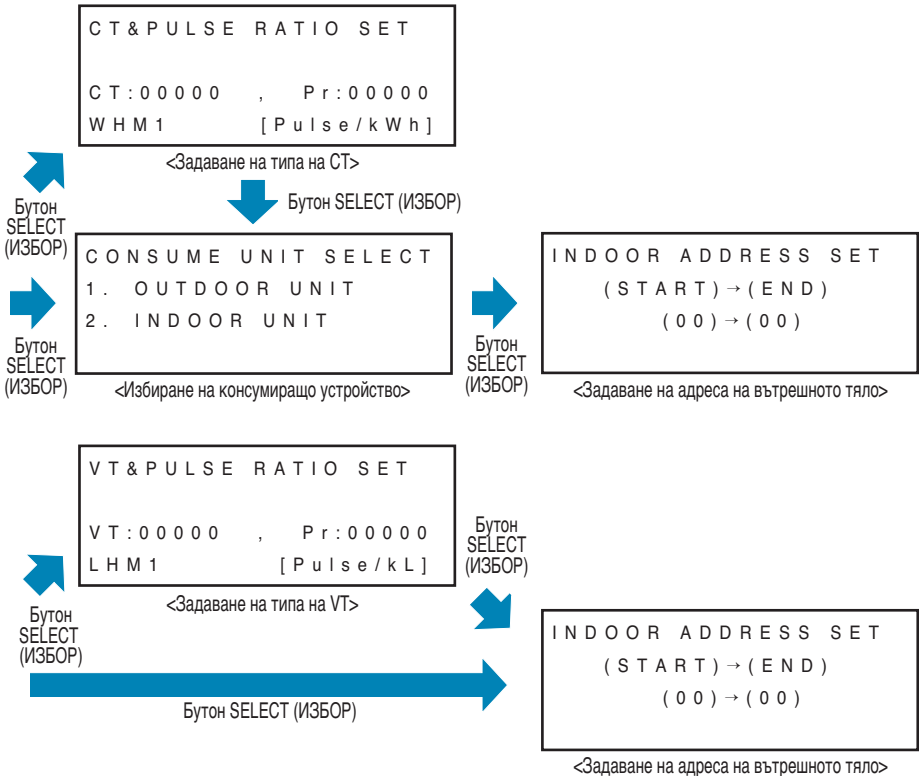 CT&PULSE RATIO SET
CT:00000 , Pr:00000
WHM1 [Pulse/kWh]
<Задаване на типа на CT>
Бутон
SELECT
(ИЗБОР)
Бутон SELECT (ИЗБОР)
CONSUME UNIT SELECT
1. OUTDOOR UNIT
2. INDOOR UNIT
<Избиране на консумиращо устройство>
Бутон
SELECT
(ИЗБОР)
Бутон
SELECT
(ИЗБОР)
INDOOR ADDRESS SET
(START)→(END)
(00)→(00)
<Задаване на адреса на вътрешното тяло>
VT&PULSE RATIO SET
VT:00000 , Pr:00000
LHM1 [Pulse/kL]
<Задаване на типа на VT>
Бутон
SELECT
(ИЗБОР)
Бутон
SELECT
(ИЗБОР)
Бутон SELECT (ИЗБОР)
INDOOR ADDRESS SET
(START)→(END)
(00)→(00)
<Задаване на адреса на вътрешното тяло>